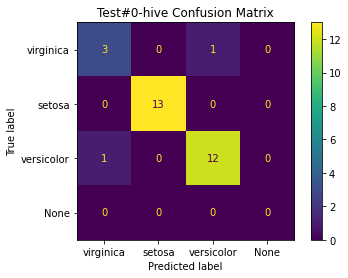 Test#0-hive Confusion Matrix
True label
virginica 3 0 1 0
setosa 0 13 0 0
versicolor 1 0 12 0
None 0 0 0 0
virginica setosa versicolor None
Predicted label
12
10
8
6
4
2
0